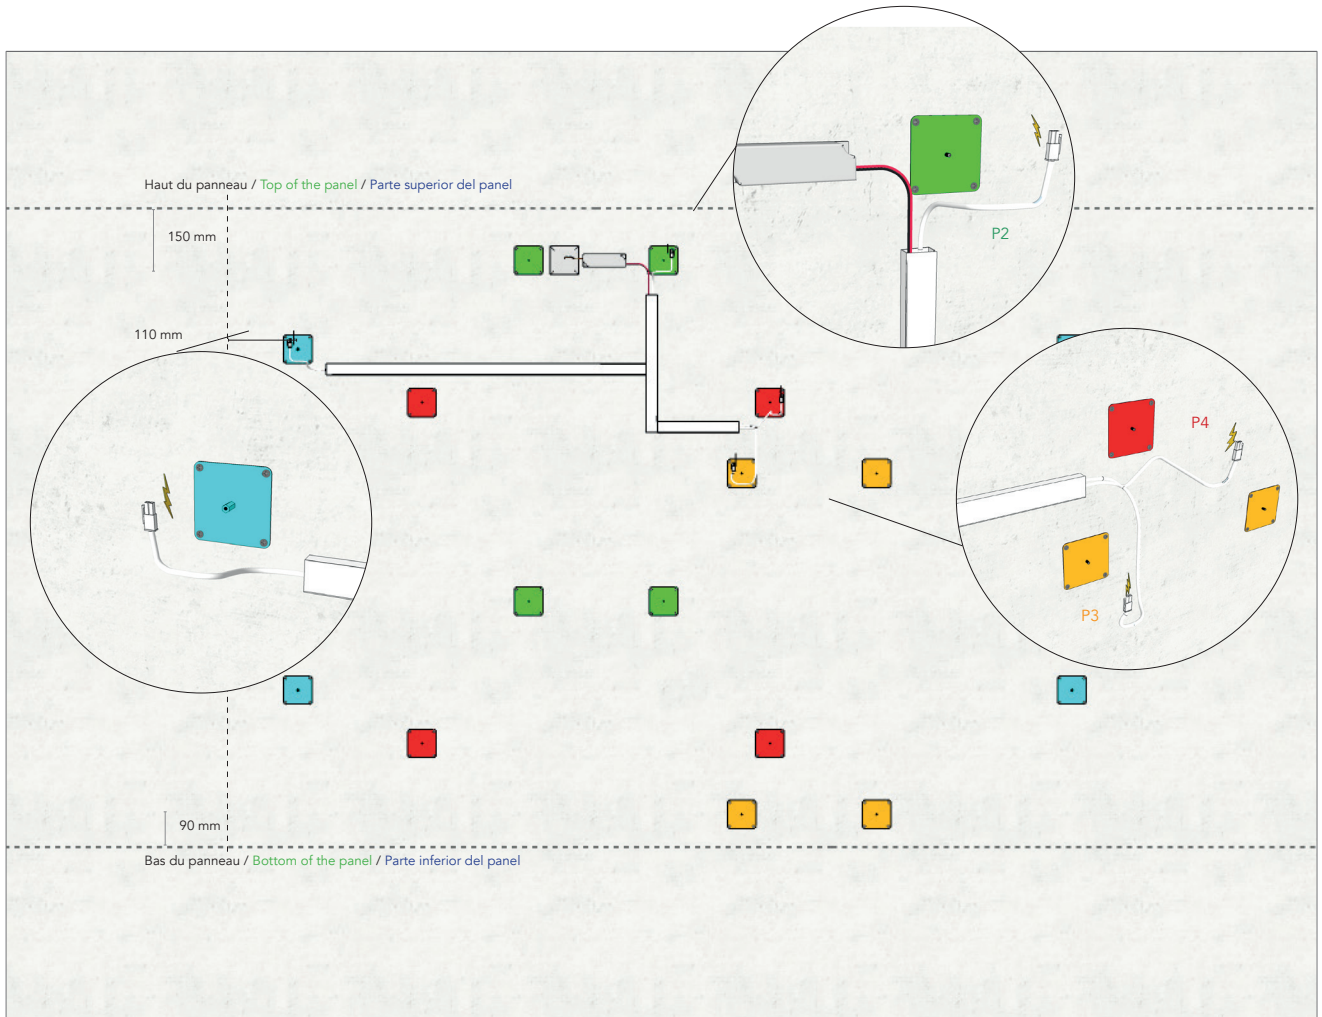 P2
Haut du panneau / Top of the panel / Parte superior del panel
150 mm
110 mm
P4
P3
90 mm
Bas du panneau / Bottom of the panel / Parte inferior del panel